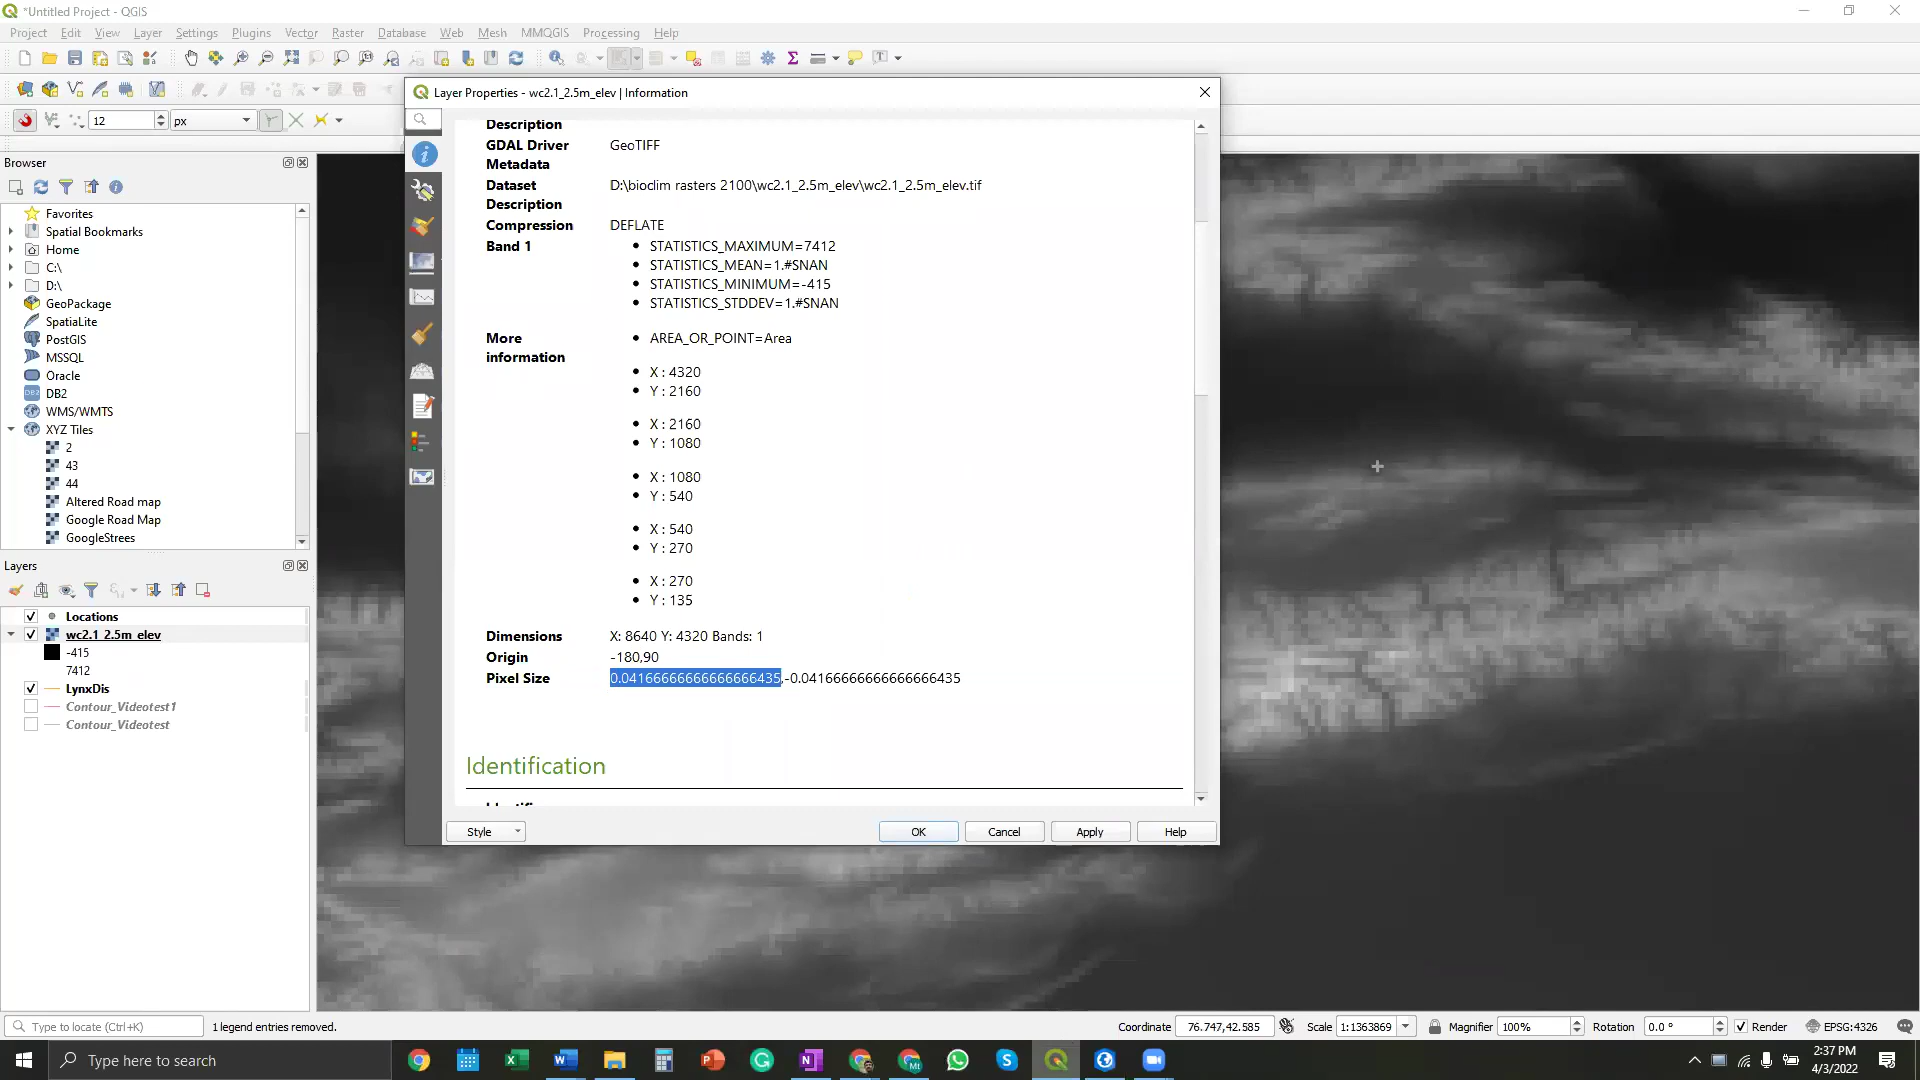 *Untitled Project - QGIS
Project Edit View Layer Settings Plugins Vector Raster Database Web Mesh MMQGIS Processing Help
12 px
Layer Properties - wc2.1_2.5m_elev | Information
Description
GDAL Driver GeoTIFF
Metadata
Dataset D:\bioclim rasters 2100\wc2.1_2.5m_elev\wc2.1_2.5m_elev.tif
Description
Compression DEFLATE
Band 1
STATISTICS_MAXIMUM=7412
STATISTICS_MEAN=1.#SNAN
STATISTICS_MINIMUM=-415
STATISTICS_STDDEV=1.#SNAN
More information
AREA_OR_POINT=Area
X : 4320
Y : 2160
X : 2160
Y : 1080
X : 1080
Y : 540
X : 540
Y : 270
X : 270
Y : 135
Dimensions X: 8640 Y: 4320 Bands: 1
Origin -180,90
Pixel Size 0.04166666666666666435,-0.04166666666666666435
Identification
Style OK Cancel Apply Help
Browser
Favorites
Spatial Bookmarks
Home
C:\
D:\
GeoPackage
SpatiaLite
PostGIS
MSSQL
Oracle
DB2
WMS/WMTS
XYZ Tiles
2
43
44
Altered Road map
Google Road Map
GoogleStrees
Layers
Locations
wc2.1_2.5m_elev
-415
7412
LynxDis
Contour_Videotest1
Contour_Videotest
Type to locate (Ctrl+K) 1 legend entries removed. Coordinate 76.747,42.585 Scale 1:1363869 Magnifier 100% Rotation 0.0 ° Render EPSG:4326
Type here to search
2:37 PM
4/3/2022